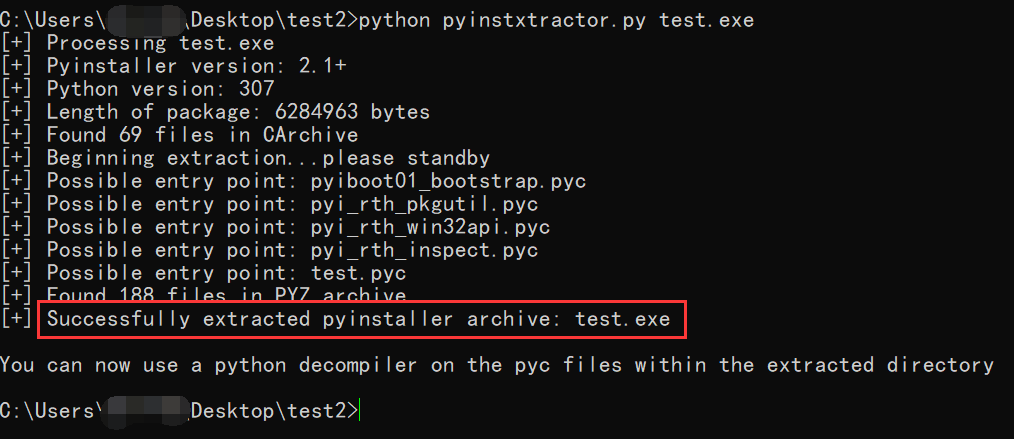 C:\Users\ \Desktop\test2>python pyinstxtractor.py test.exe
[+] Processing test.exe
[+] Pyinstaller version: 2.1+
[+] Python version: 307
[+] Length of package: 6284963 bytes
[+] Found 69 files in CArchive
[+] Beginning extraction...please standby
[+] Possible entry point: pyiboot01_bootstrap.pyc
[+] Possible entry point: pyi_rth_pkgutil.pyc
[+] Possible entry point: pyi_rth_win32api.pyc
[+] Possible entry point: pyi_rth_inspect.pyc
[+] Possible entry point: test.pyc
[+] Found 188 files in PYZ archive
[+] Successfully extracted pyinstaller archive: test.exe
You can now use a python decompiler on the pyc files within the extracted directory
C:\Users\ \Desktop\test2>